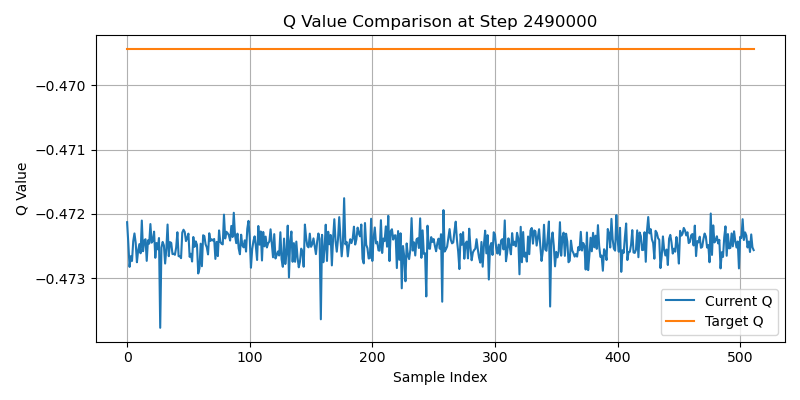 Q Value Comparison at Step 2490000
Q Value
−0.470
−0.471
−0.472
−0.473
0
100
200
300
400
500
Sample Index
Current Q
Target Q